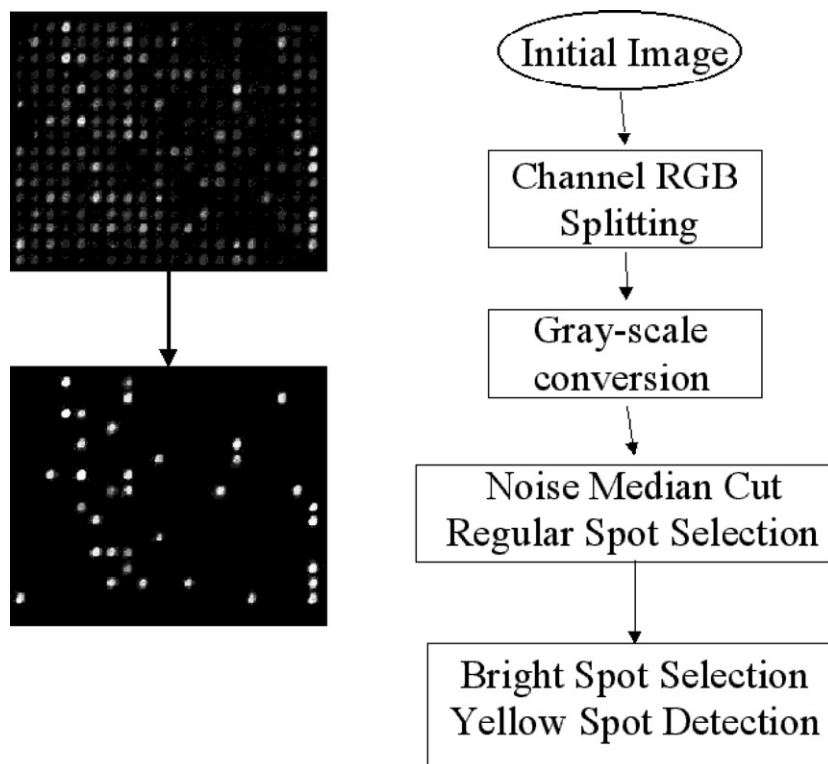 Initial Image
Channel RGB
Splitting
Gray-scale
conversion
Noise Median Cut
Regular Spot Selection
Bright Spot Selection
Yellow Spot Detection